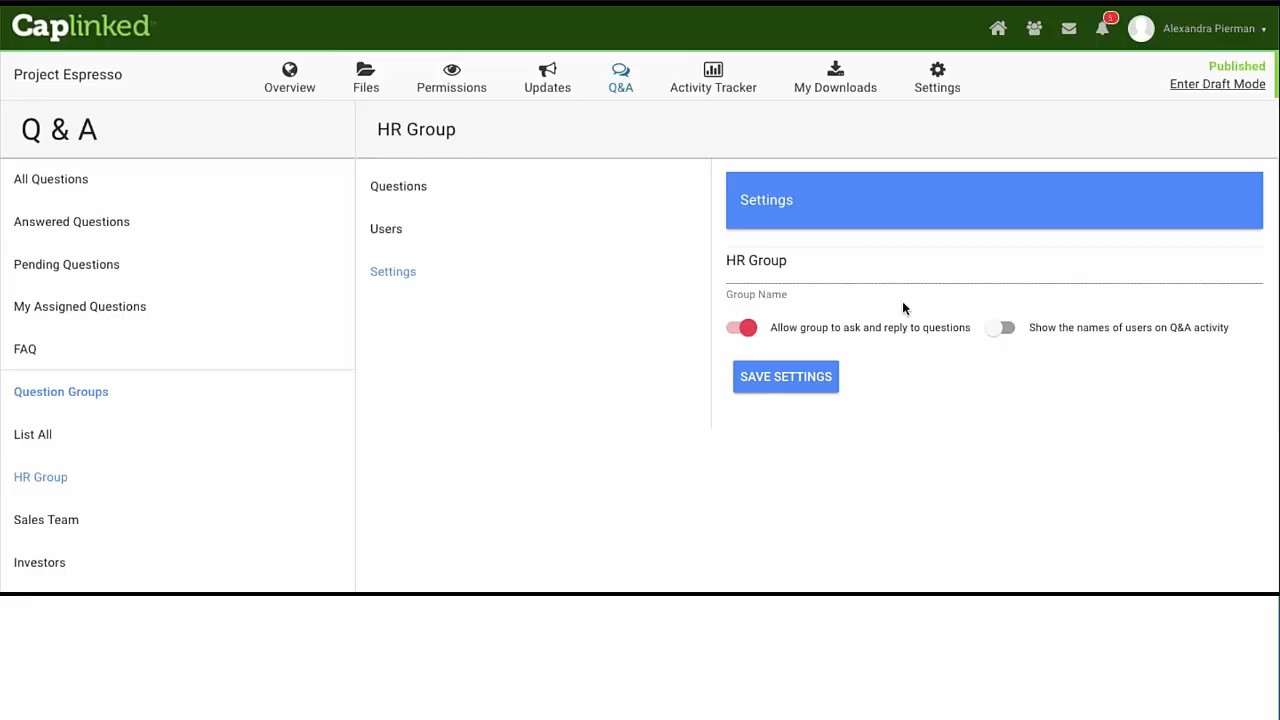 Caplinked
5
Alexandra Pierman
Project Espresso
Overview
Files
Permissions
Updates
Q&A
Activity Tracker
My Downloads
Settings
Published
Enter Draft Mode
Q & A
HR Group
All Questions
Answered Questions
Pending Questions
My Assigned Questions
FAQ
Question Groups
List All
HR Group
Sales Team
Investors
Questions
Users
Settings
Settings
HR Group
Group Name
Allow group to ask and reply to questions
Show the names of users on Q&A activity
SAVE SETTINGS